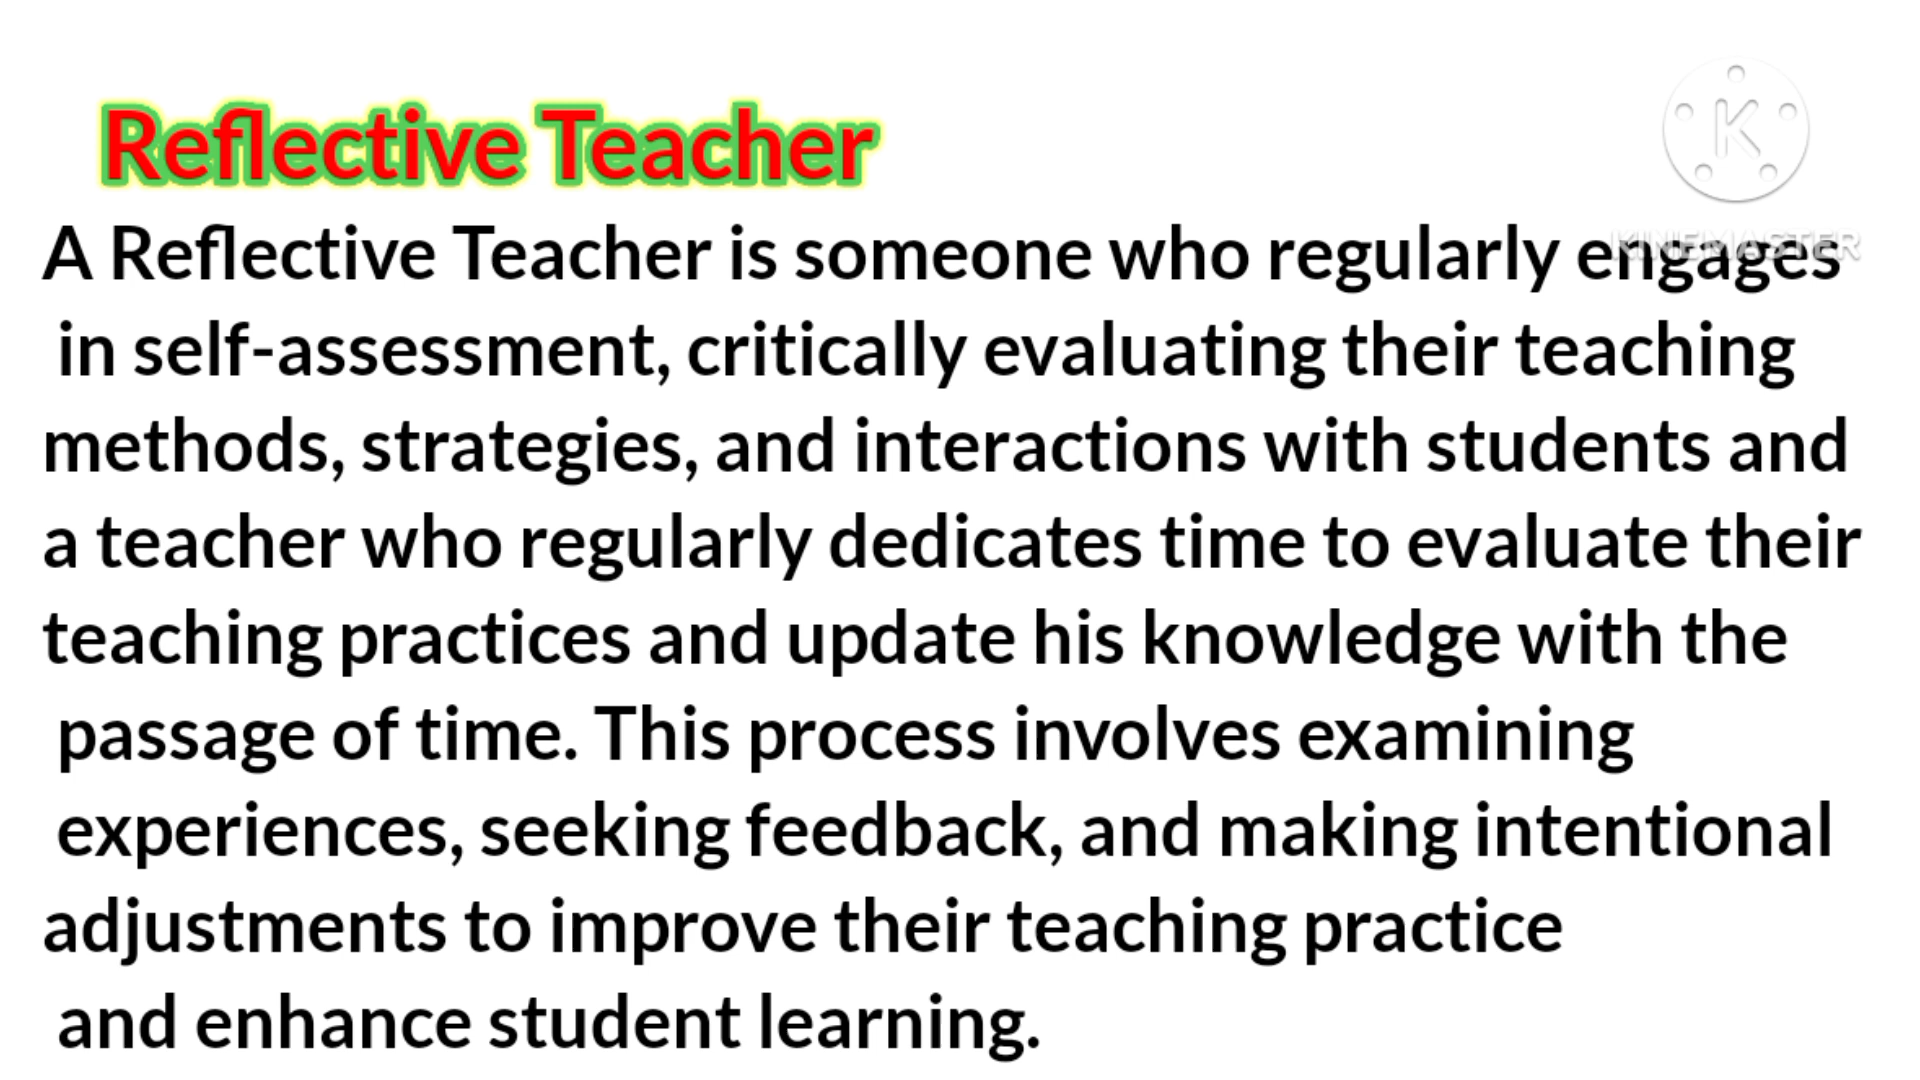 Reflective Teacher
K
KINEMASTER
A Reflective Teacher is someone who regularly engages
in self-assessment, critically evaluating their teaching
methods, strategies, and interactions with students and
a teacher who regularly dedicates time to evaluate their
teaching practices and update his knowledge with the
passage of time. This process involves examining
experiences, seeking feedback, and making intentional
adjustments to improve their teaching practice
and enhance student learning.